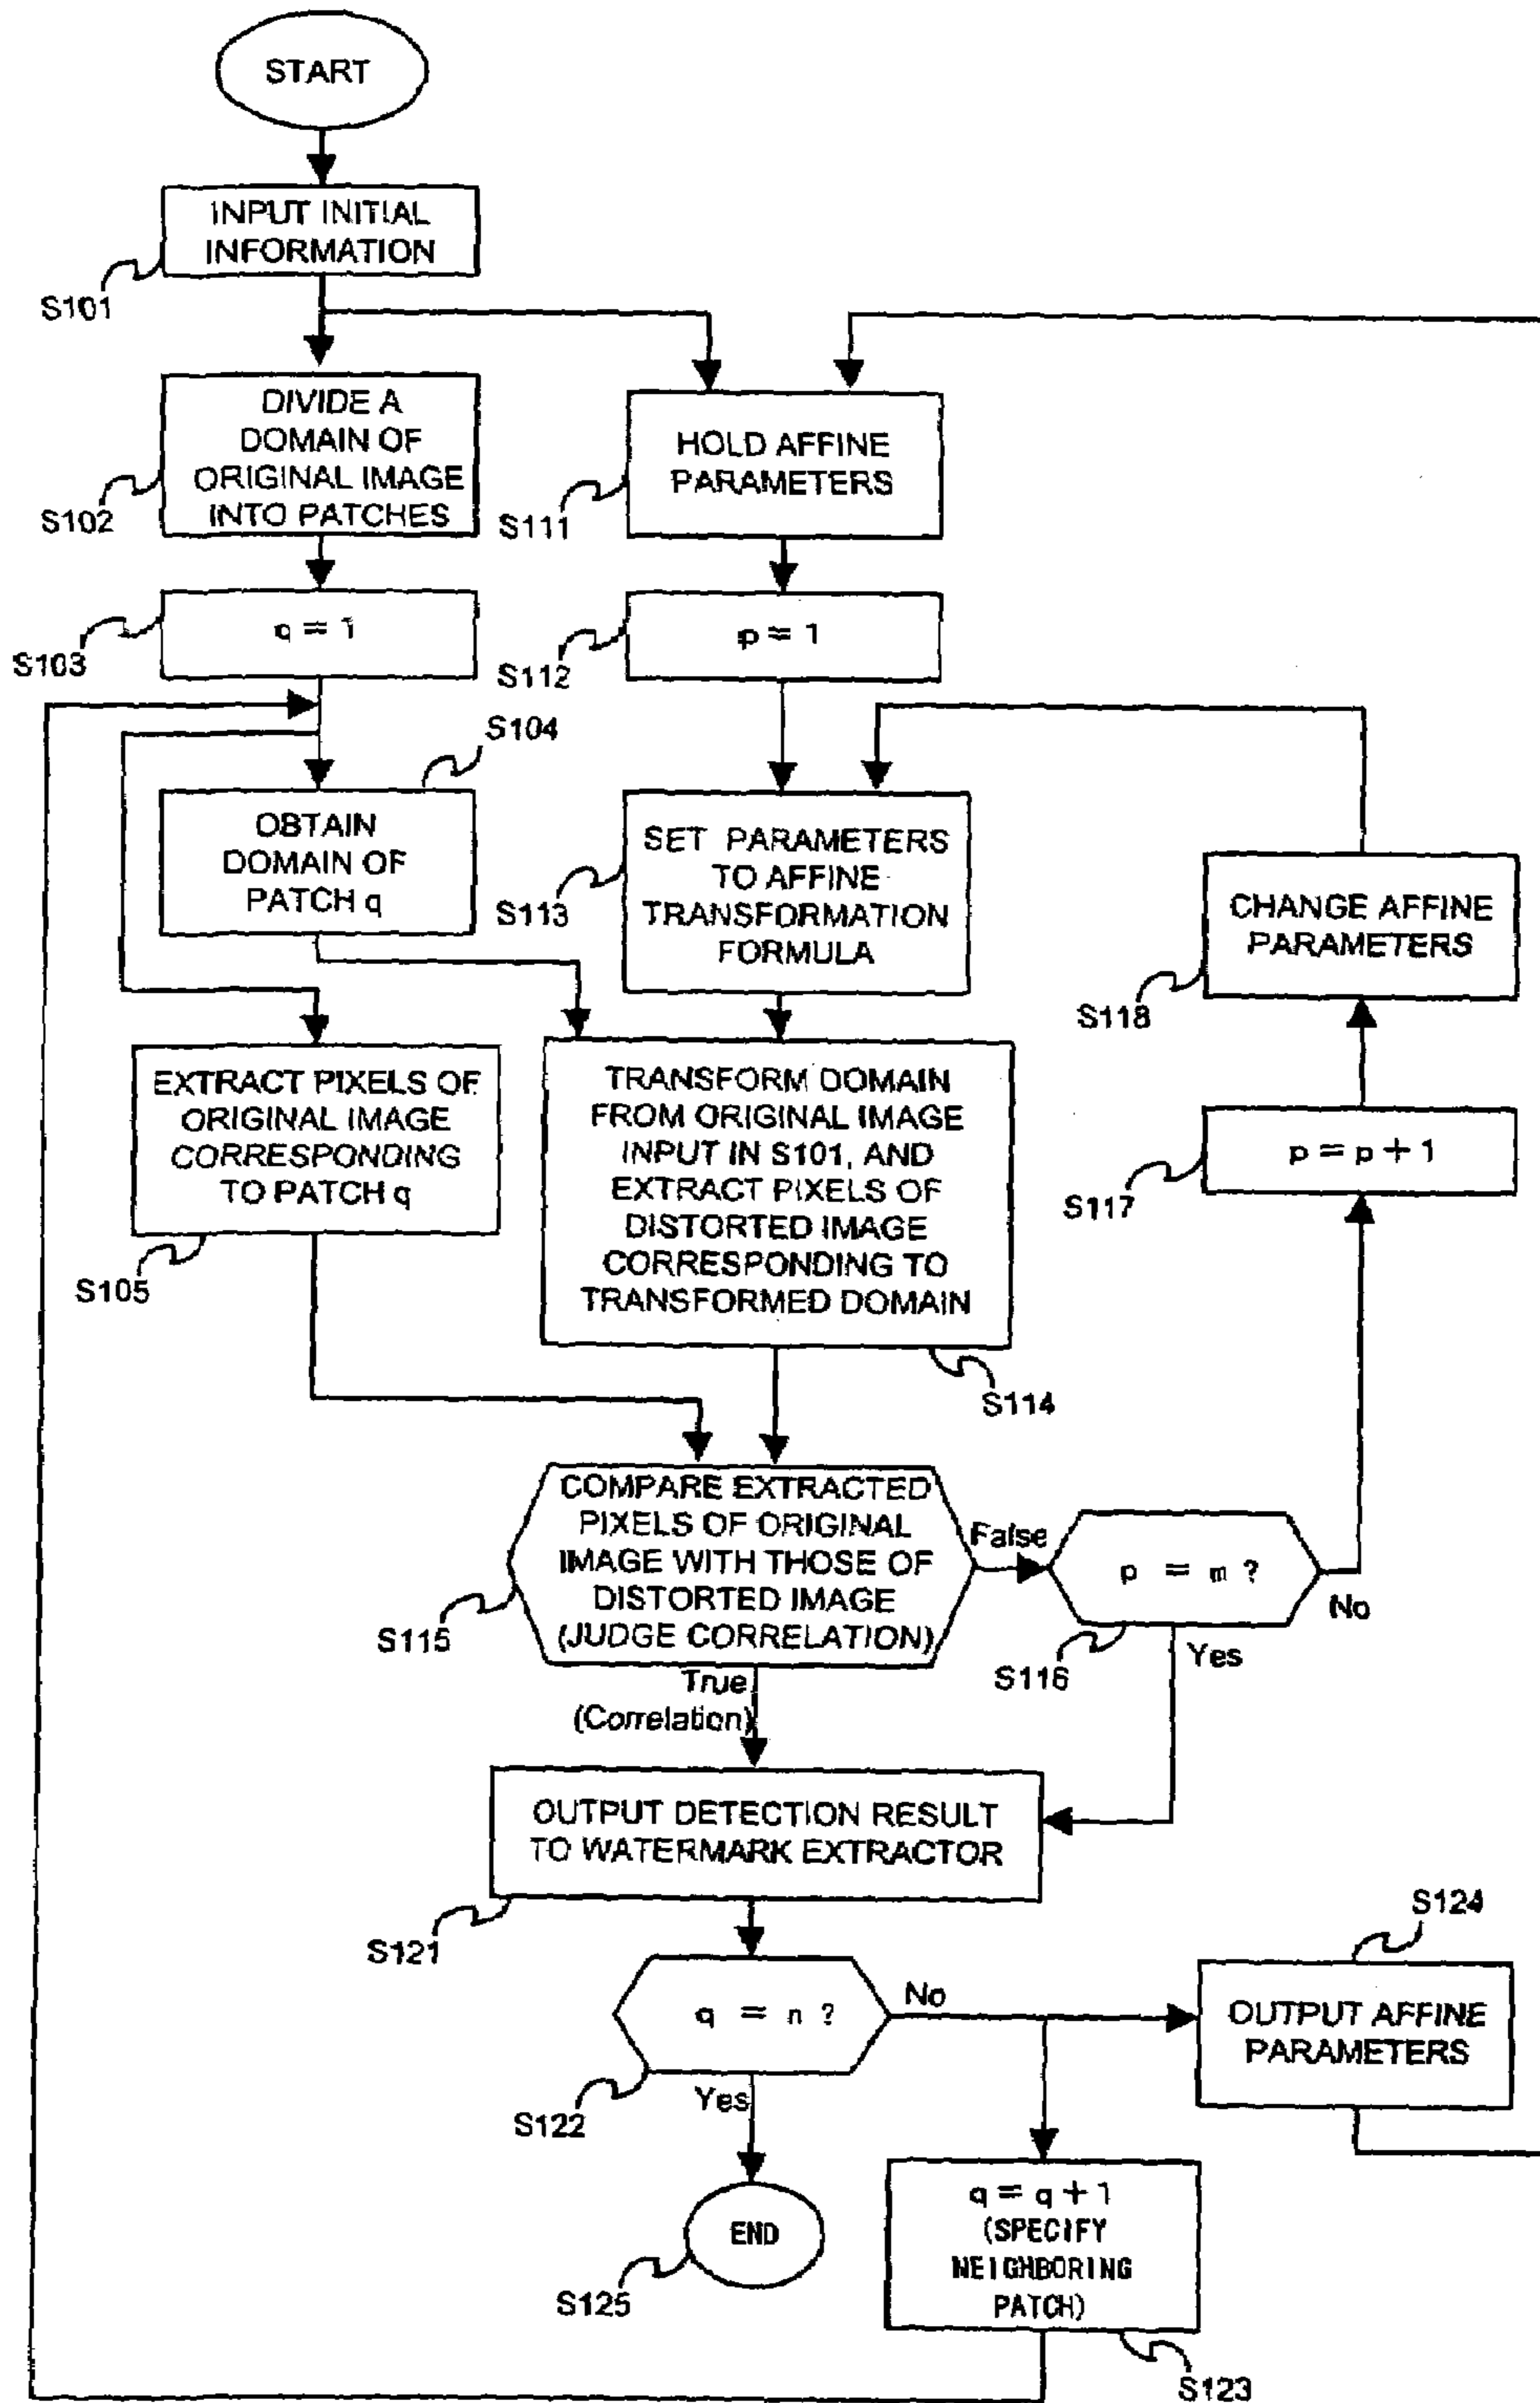 START
INPUT INITIAL
INFORMATION
S101
DIVIDE A
DOMAIN OF
ORIGINAL IMAGE
INTO PATCHES
S102
HOLD AFFINE
PARAMETERS
S111
q = 1
S103
p = 1
S112
S104
OBTAIN
DOMAIN OF
PATCH q
SET PARAMETERS
TO AFFINE
TRANSFORMATION
FORMULA
S113
CHANGE AFFINE
PARAMETERS
S118
EXTRACT PIXELS OF
ORIGINAL IMAGE
CORRESPONDING
TO PATCH q
S105
TRANSFORM DOMAIN
FROM ORIGINAL IMAGE
INPUT IN S101, AND
EXTRACT PIXELS OF
DISTORTED IMAGE
CORRESPONDING TO
TRANSFORMED DOMAIN
S114
p = p + 1
S117
COMPARE EXTRACTED
PIXELS OF ORIGINAL
IMAGE WITH THOSE OF
DISTORTED IMAGE
(JUDGE CORRELATION)
S115
False
p = m ?
No
S116
Yes
True
(Correlation)
OUTPUT DETECTION RESULT
TO WATERMARK EXTRACTOR
S121
q = n ?
No
S122
Yes
S124
OUTPUT AFFINE
PARAMETERS
END
S125
q = q + 1
(SPECIFY
NEIGHBORING
PATCH)
S123